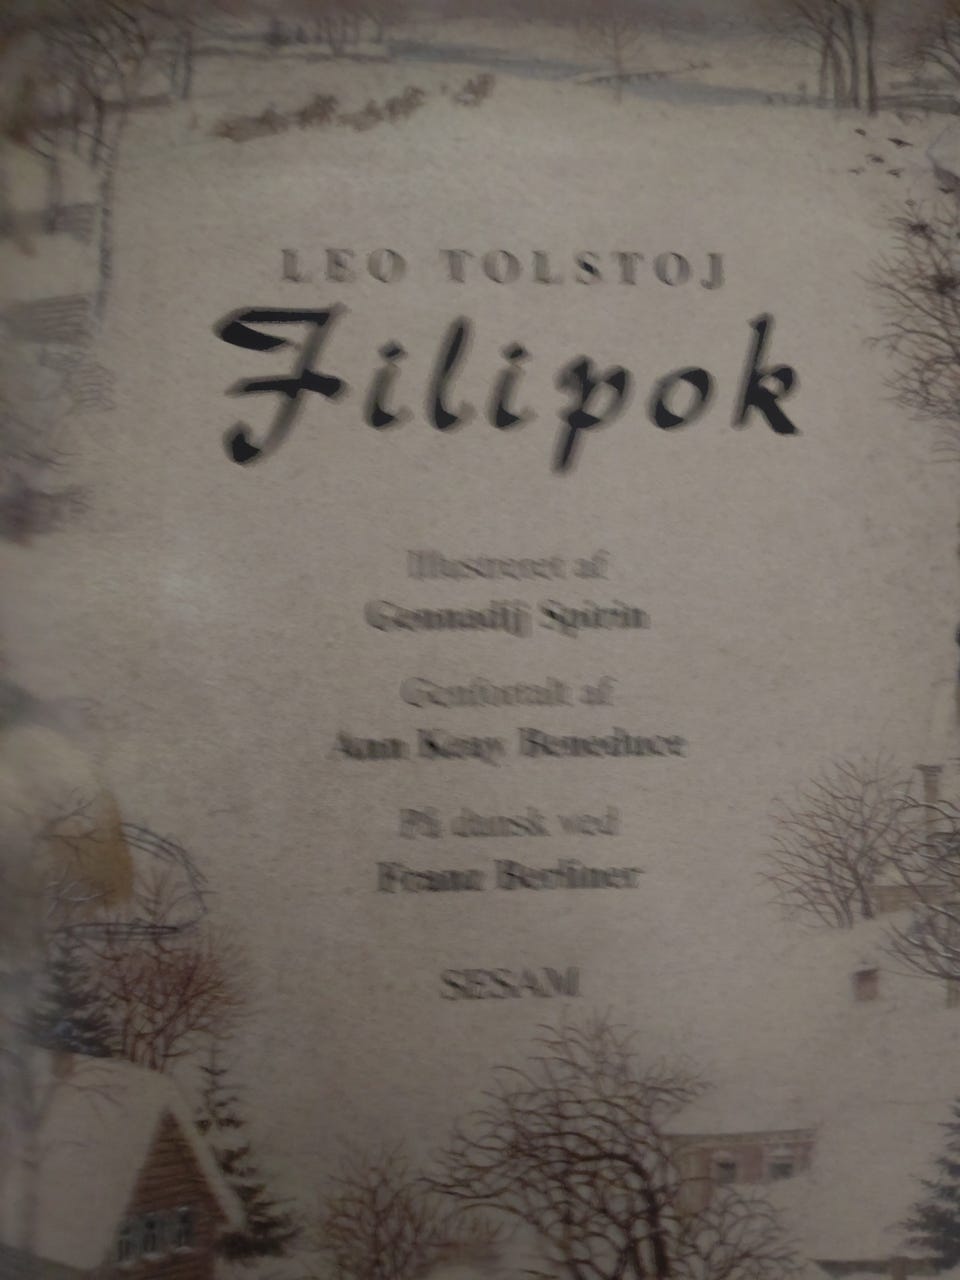 LEO TOLSTOJ
Filipok
Illustreret af
Gennadij Spirin
Genfortalt af
Ann Keay Beneduce
På dansk ved
Franz Berliner
SESAM